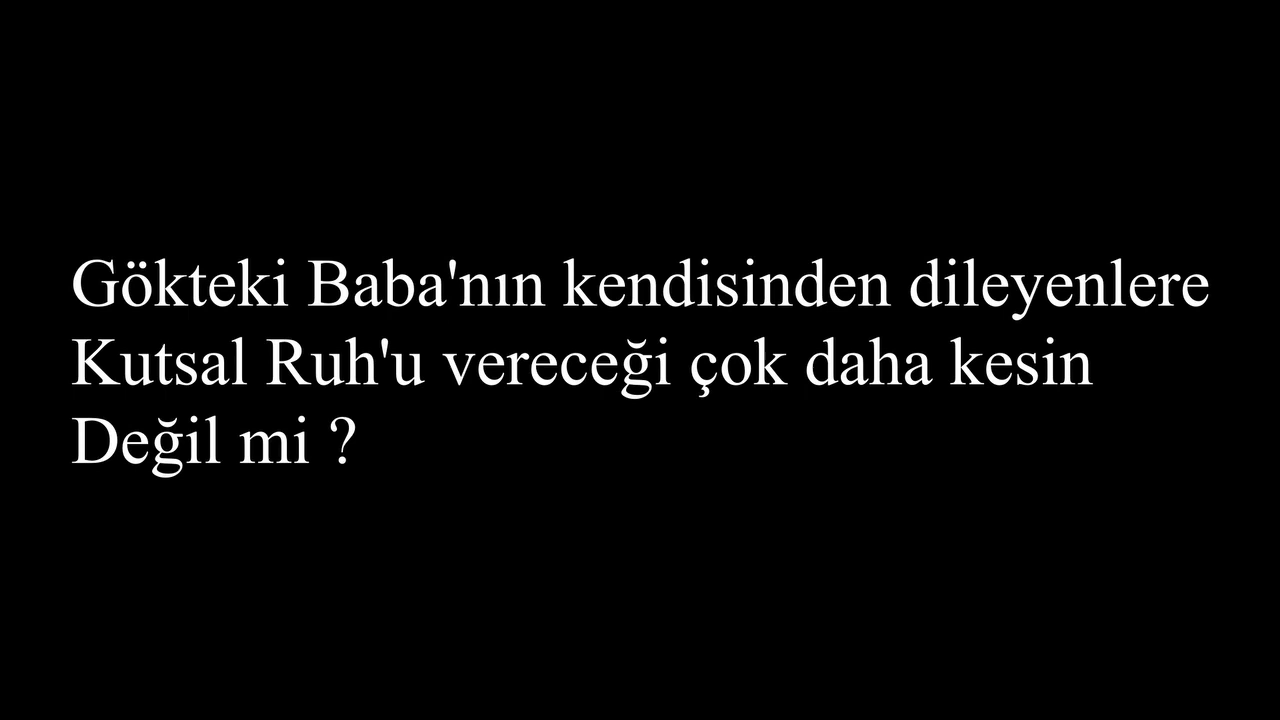 Gökteki Baba'nın kendisinden dileyenlere
Kutsal Ruh'u vereceği çok daha kesin
Değil mi ?